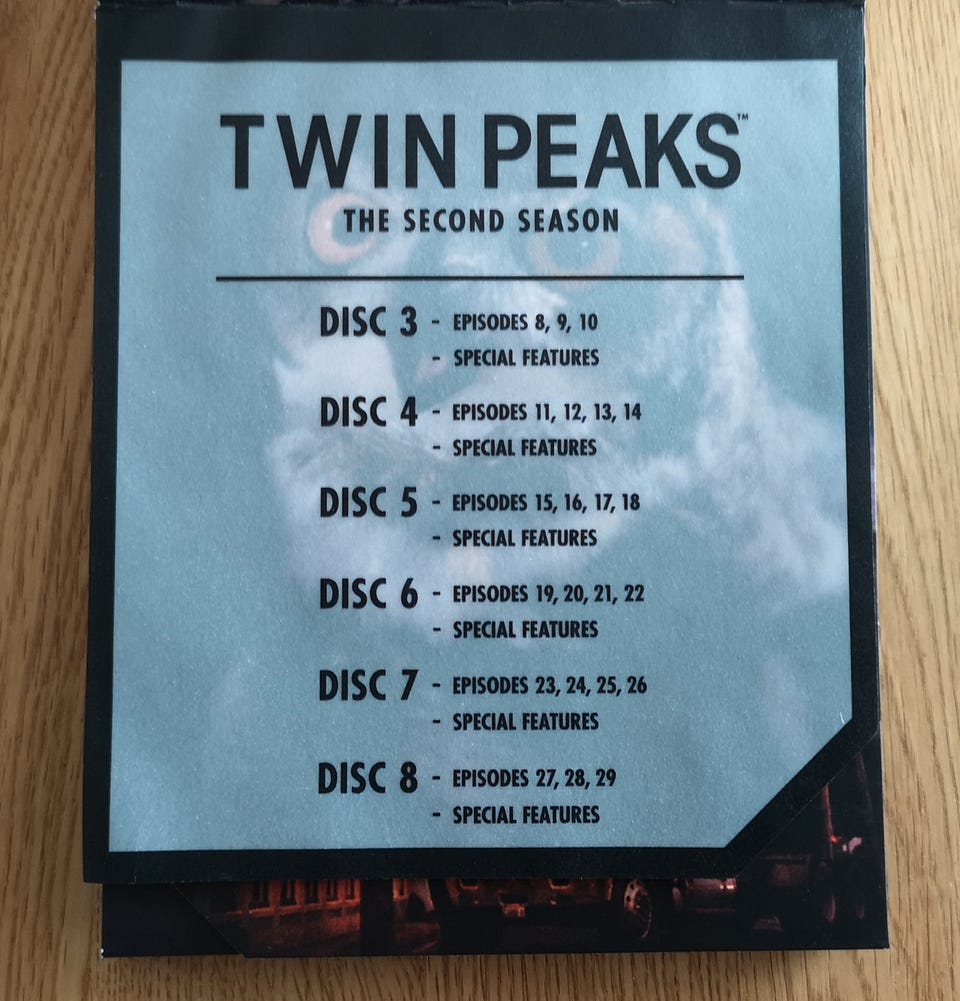 TWIN PEAKS™
THE SECOND SEASON
DISC 3 - EPISODES 8, 9, 10
- SPECIAL FEATURES
DISC 4 - EPISODES 11, 12, 13, 14
- SPECIAL FEATURES
DISC 5 - EPISODES 15, 16, 17, 18
- SPECIAL FEATURES
DISC 6 - EPISODES 19, 20, 21, 22
- SPECIAL FEATURES
DISC 7 - EPISODES 23, 24, 25, 26
- SPECIAL FEATURES
DISC 8 - EPISODES 27, 28, 29
- SPECIAL FEATURES